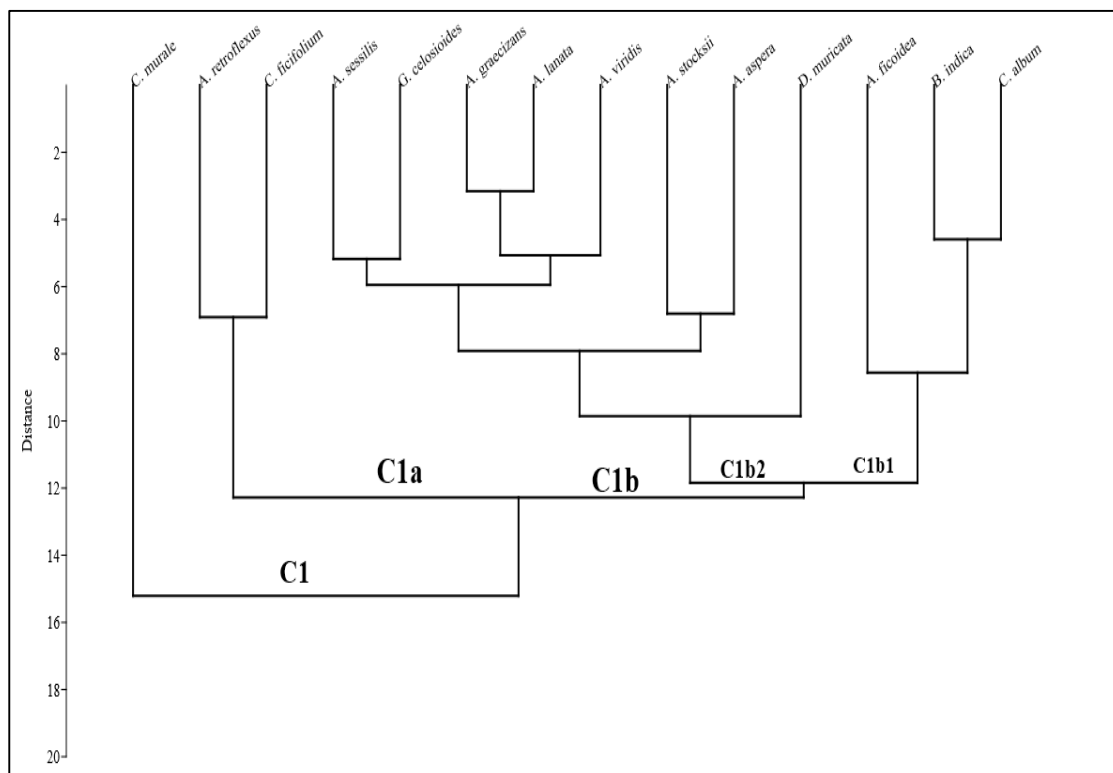 C. murale
A. retroflexus
C. ficifolium
A. sessilis
G. celosioides
A. graecizans
A. lanata
A. viridis
A. stocksii
A. aspera
D. muricata
A. ficoidea
B. indica
C. album
2
4
6
8
10
12
14
16
18
20
Distance
C1a
C1b
C1b2
C1b1
C1